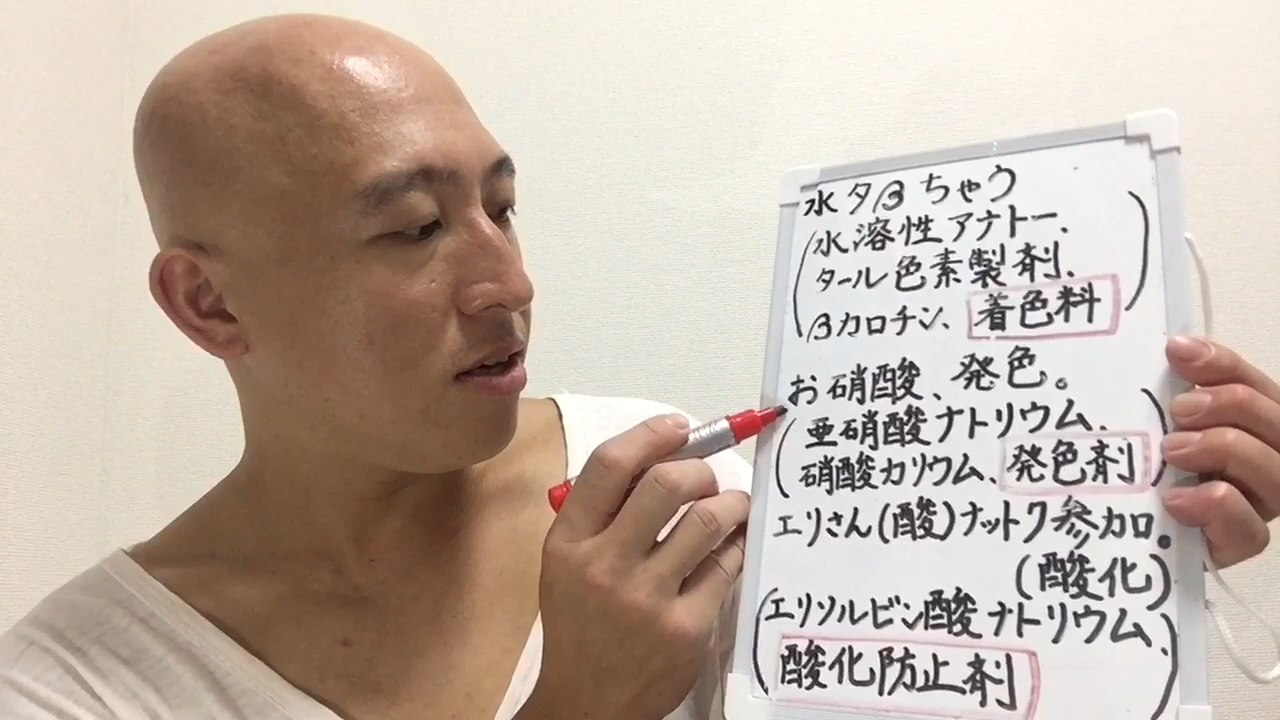 水タβちゃう
(水溶性アナトー、
タール色素製剤、
βカロチン、着色料)
お硝酸、発色。
(亜硝酸ナトリウム、
硝酸カリウム、発色剤)
エリさん(酸)ナットク参カロ。
(酸化)
(エリソルビン酸ナトリウム、
酸化防止剤)